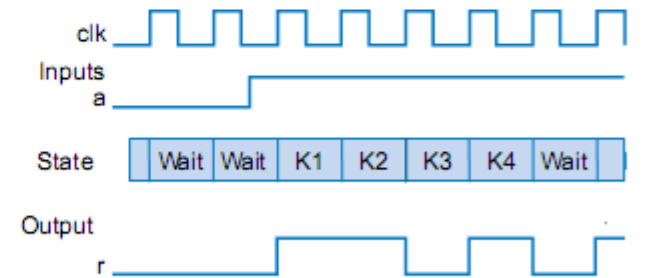 clk
Inputs
a
State Wait Wait K1 K2 K3 K4 Wait
Output
r